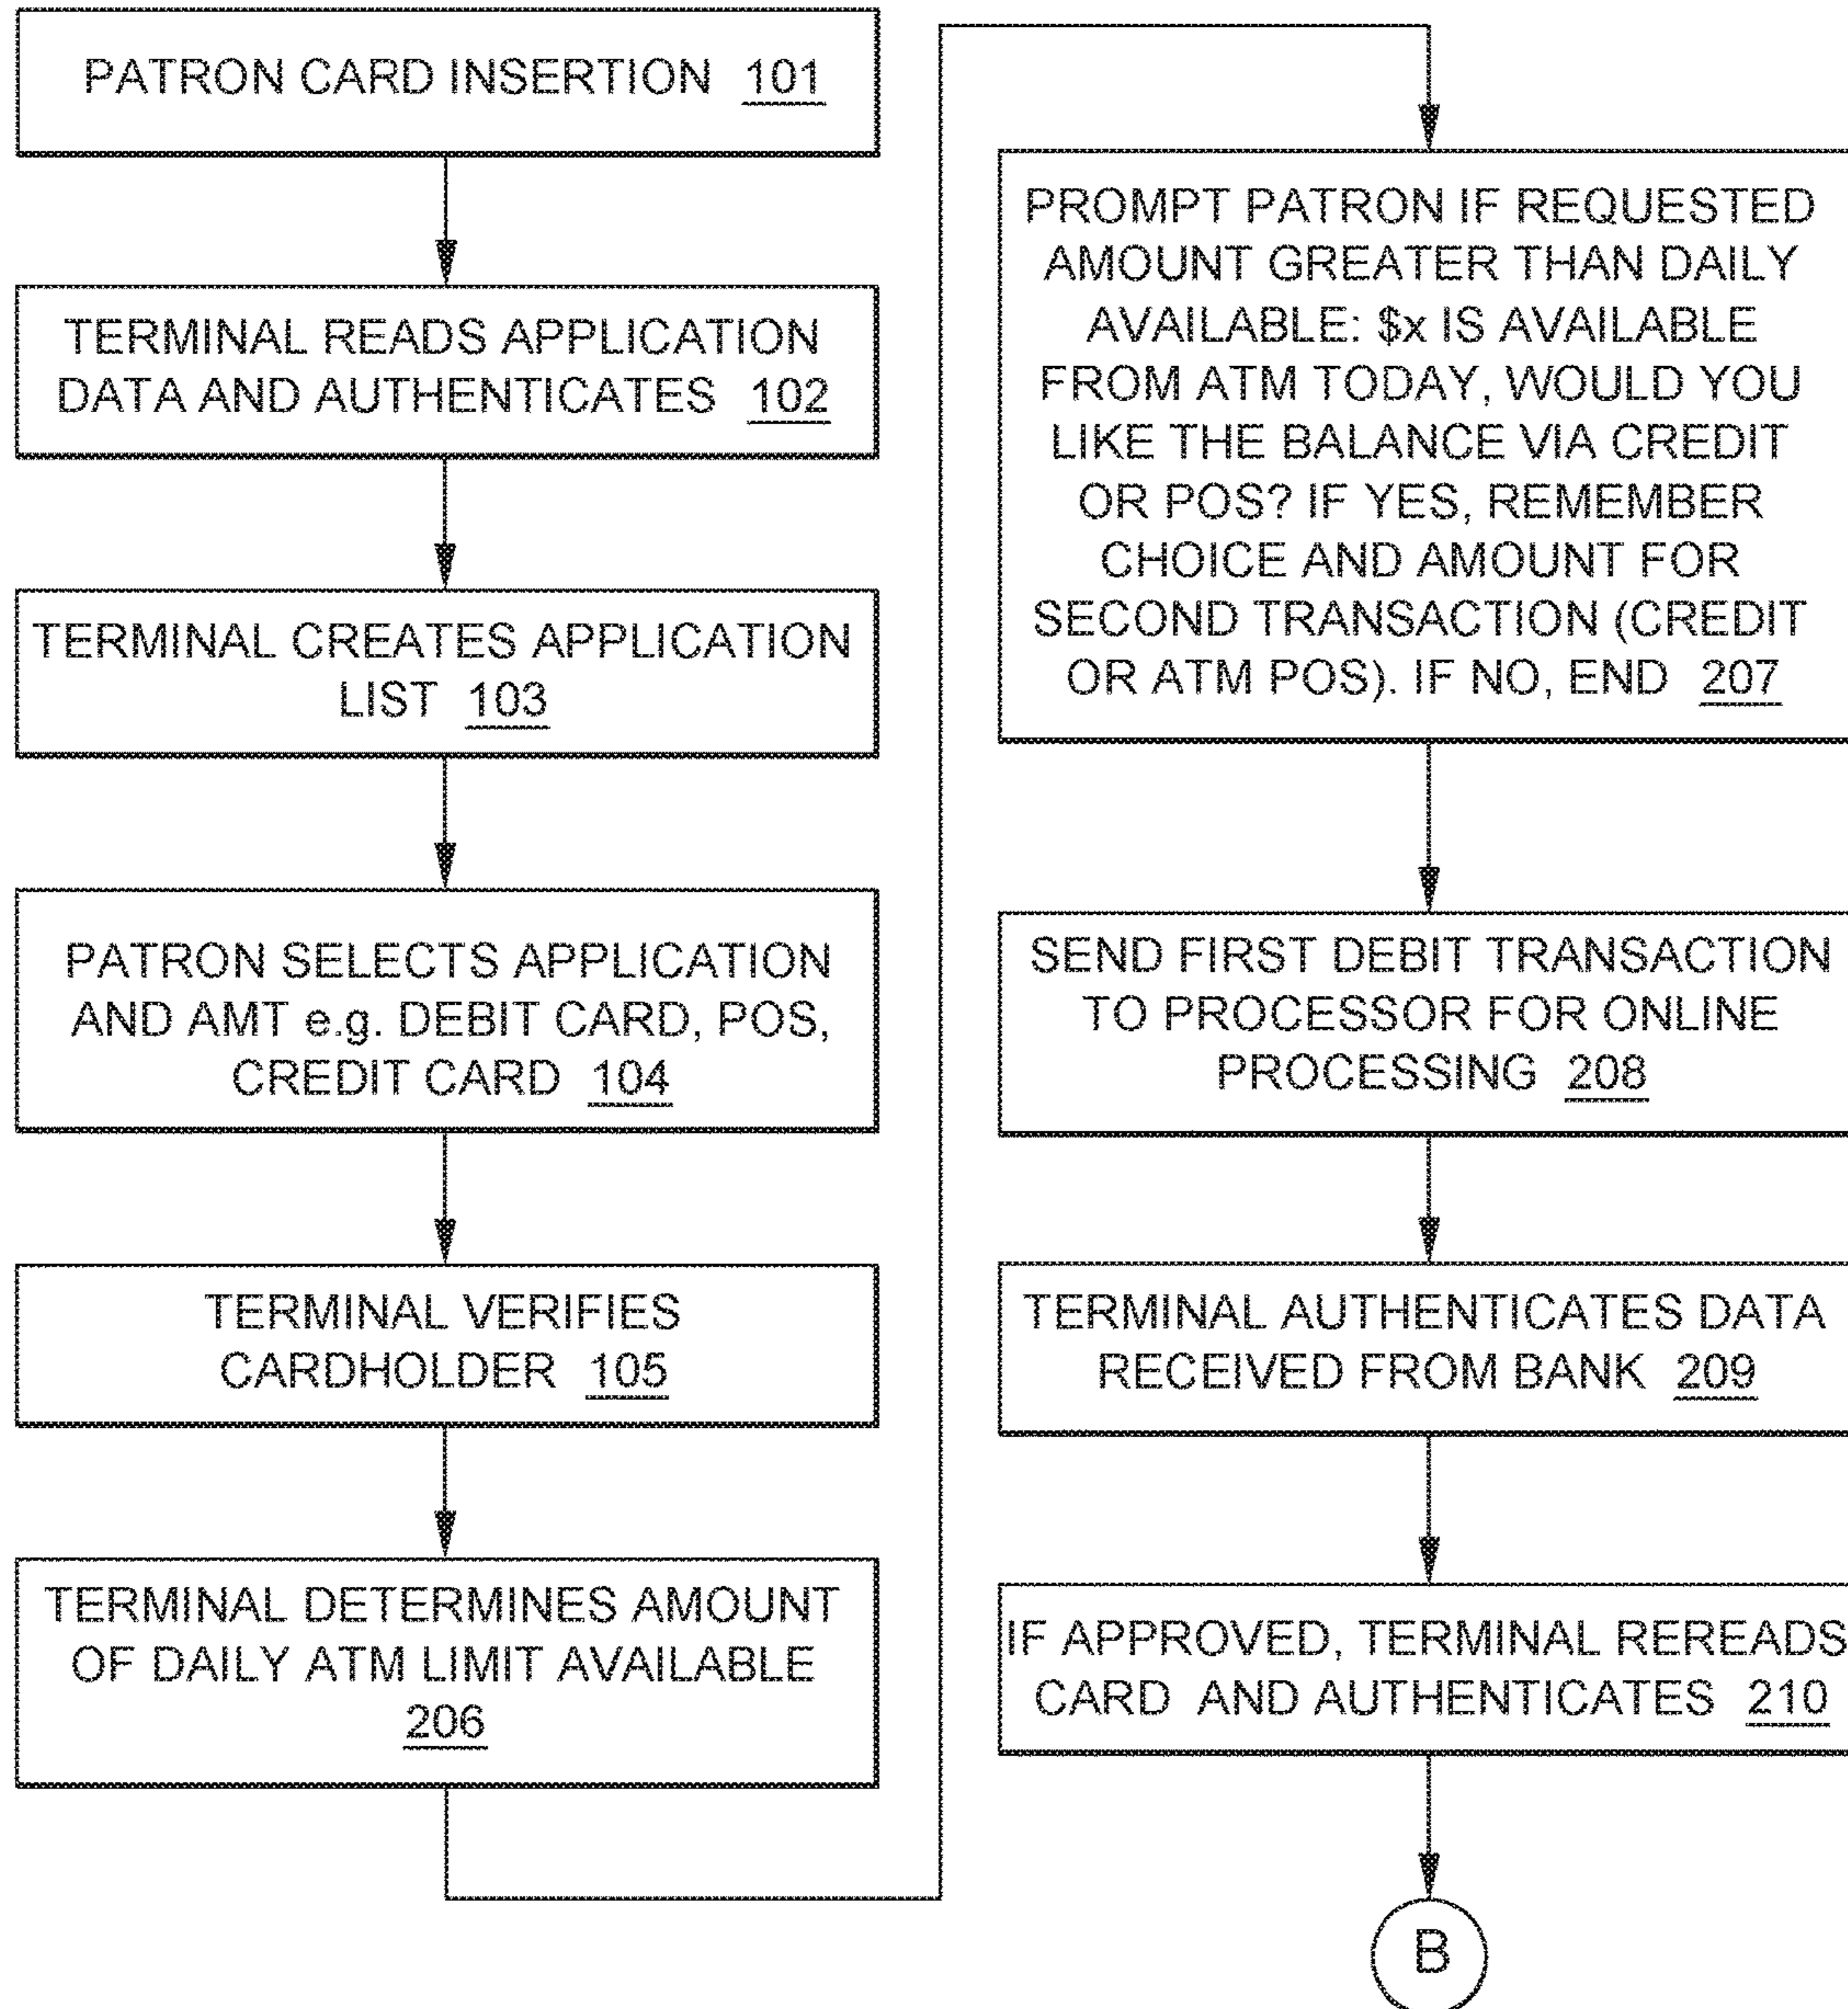 PATRON CARD INSERTION 101
TERMINAL READS APPLICATION
DATA AND AUTHENTICATES 102
TERMINAL CREATES APPLICATION
LIST 103
PATRON SELECTS APPLICATION
AND AMT e.g. DEBIT CARD, POS,
CREDIT CARD 104
TERMINAL VERIFIES
CARDHOLDER 105
TERMINAL DETERMINES AMOUNT
OF DAILY ATM LIMIT AVAILABLE
206
PROMPT PATRON IF REQUESTED
AMOUNT GREATER THAN DAILY
AVAILABLE: $x IS AVAILABLE
FROM ATM TODAY, WOULD YOU
LIKE THE BALANCE VIA CREDIT
OR POS? IF YES, REMEMBER
CHOICE AND AMOUNT FOR
SECOND TRANSACTION (CREDIT
OR ATM POS). IF NO, END 207
SEND FIRST DEBIT TRANSACTION
TO PROCESSOR FOR ONLINE
PROCESSING 208
TERMINAL AUTHENTICATES DATA
RECEIVED FROM BANK 209
IF APPROVED, TERMINAL REREADS
CARD AND AUTHENTICATES 210
B